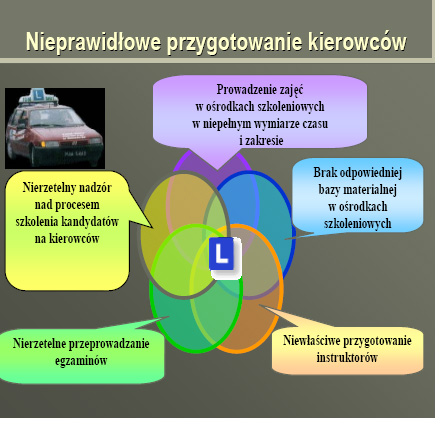 Nieprawidłowe przygotowanie kierowców
Prowadzenie zajęć
w ośrodkach szkoleniowych
w niepełnym wymiarze czasu
i zakresie
Brak odpowiedniej
bazy materialnej
w ośrodkach
szkoleniowych
Nierzetelny nadzór
nad procesem
szkolenia kandydatów
na kierowców
L
L
Nierzetelne przeprowadzanie
egzaminów
Niewłaściwe przygotowanie
instruktorów